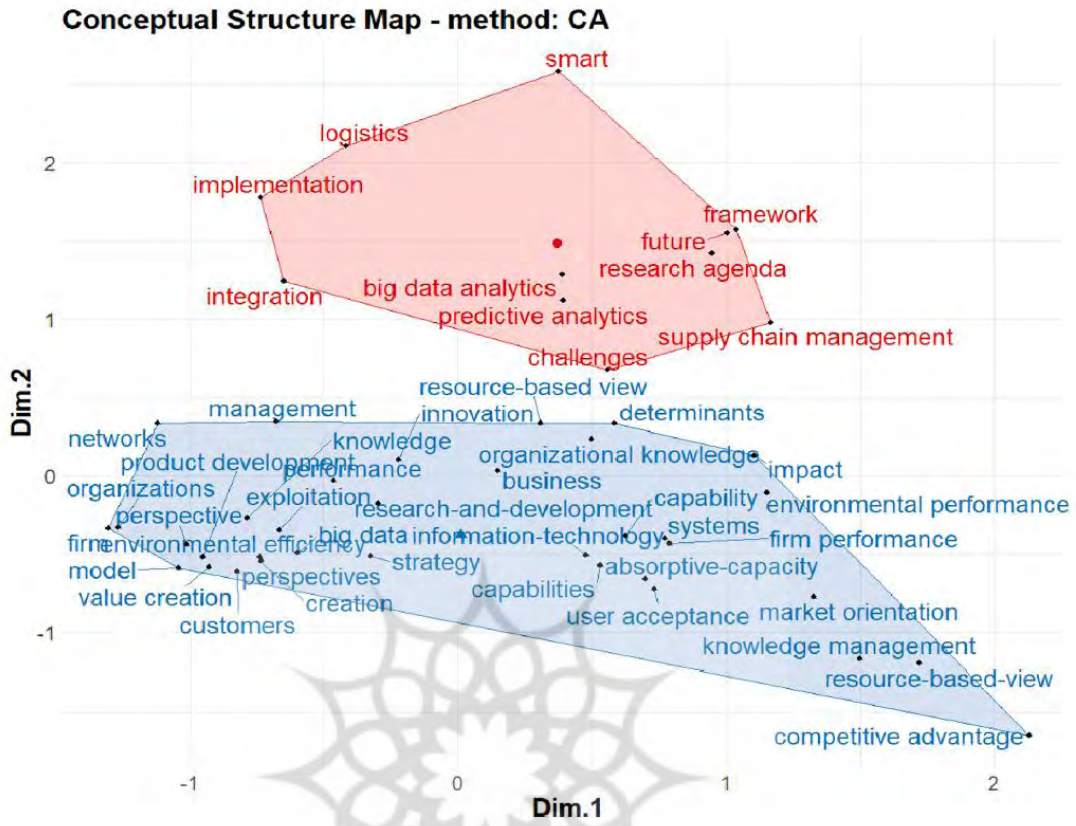 Conceptual Structure Map - method: CA
smart
logistics
implementation
framework
future
research agenda
integration
big data analytics
predictive analytics
supply chain management
challenges
resource-based view
management
innovation
determinants
networks
knowledge
product development
performance
organizational knowledge
impact
organizations
exploitation
business
capability
environmental performance
perspective
research-and-development
systems
firm
environmental efficiency
big data
information-technology
firm performance
model
perspectives
strategy
absorptive-capacity
value creation
creation
capabilities
customers
user acceptance
market orientation
knowledge management
resource-based-view
competitive advantage
Dim.2
2
1
0
-1
-1
0
1
2
Dim.1